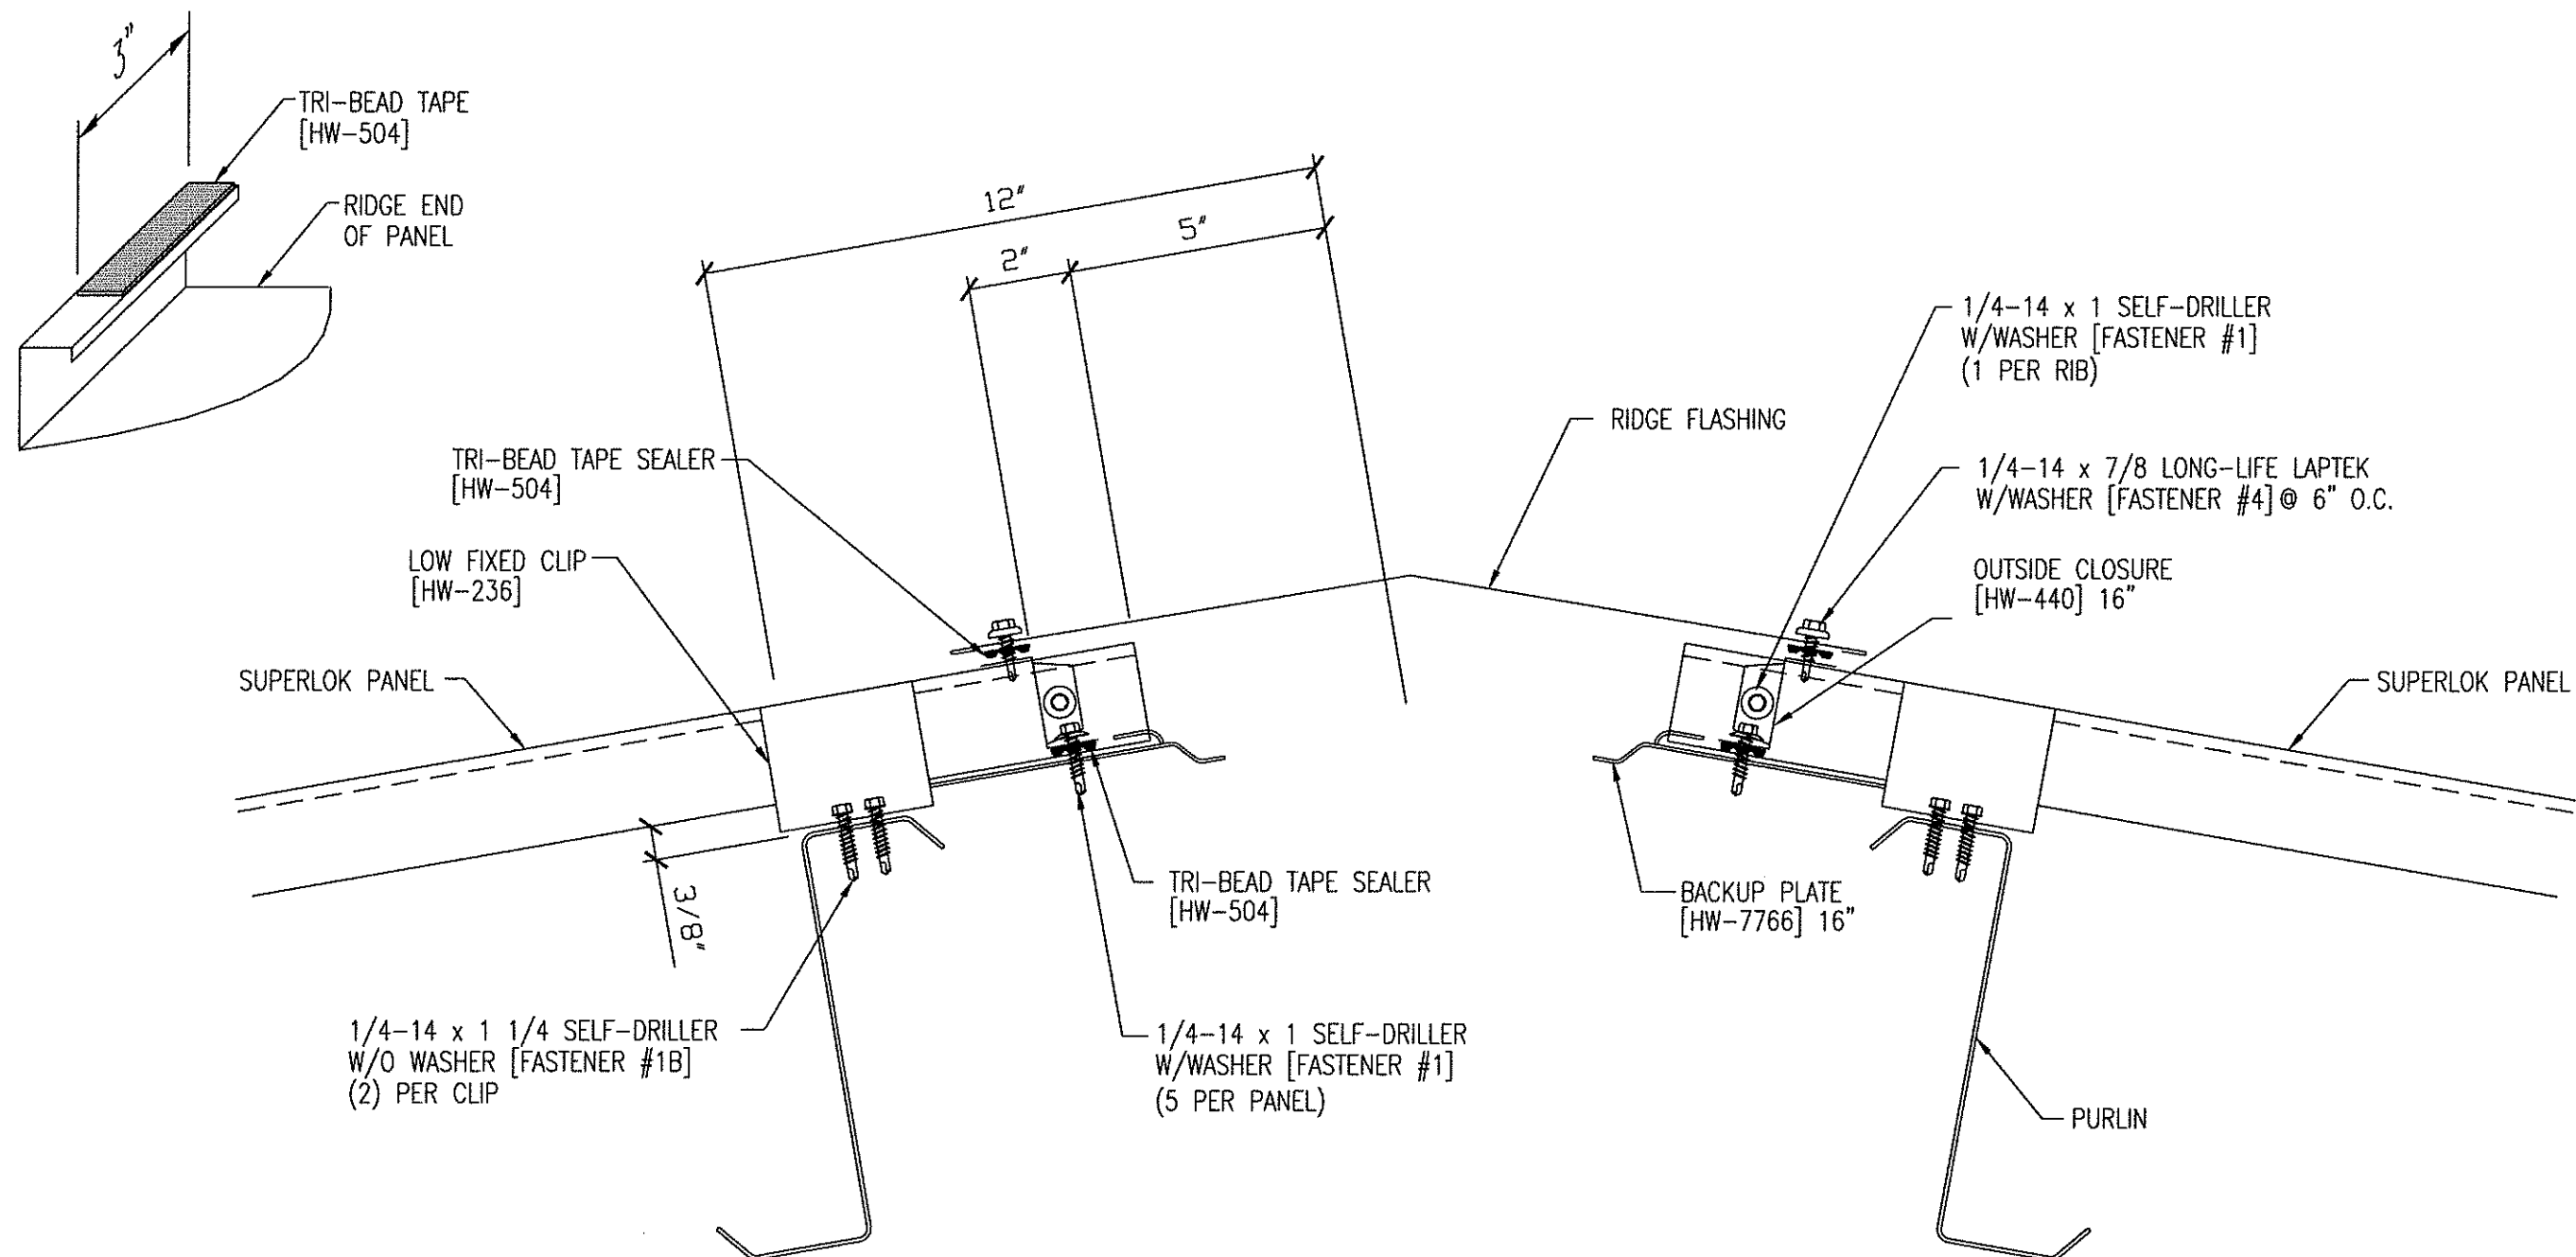 3"
TRI-BEAD TAPE
[HW-504]
RIDGE END
OF PANEL
12"
2"
5"
1/4-14 x 1 SELF-DRILLER
W/WASHER [FASTENER #1]
(1 PER RIB)
RIDGE FLASHING
TRI-BEAD TAPE SEALER
[HW-504]
1/4-14 x 7/8 LONG-LIFE LAPTEK
W/WASHER [FASTENER #4] @ 6" O.C.
LOW FIXED CLIP
[HW-236]
OUTSIDE CLOSURE
[HW-440] 16"
SUPERLOK PANEL
SUPERLOK PANEL
3/8"
TRI-BEAD TAPE SEALER
[HW-504]
BACKUP PLATE
[HW-7766] 16"
1/4-14 x 1 1/4 SELF-DRILLER
W/O WASHER [FASTENER #1B]
(2) PER CLIP
1/4-14 x 1 SELF-DRILLER
W/WASHER [FASTENER #1]
(5 PER PANEL)
PURLIN